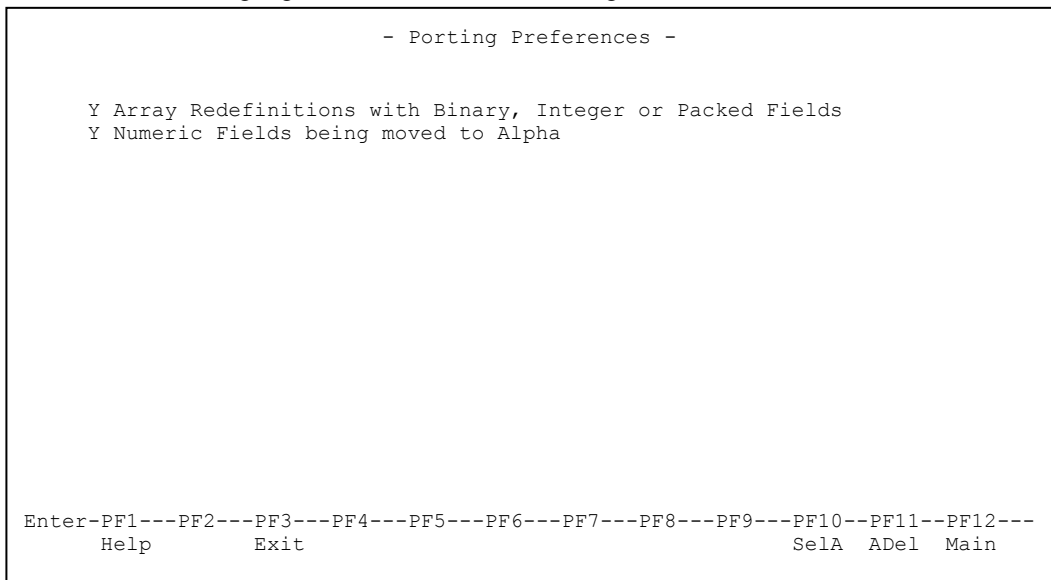 - Porting Preferences -
Y Array Redefinitions with Binary, Integer or Packed Fields
Y Numeric Fields being moved to Alpha
Enter-PF1---PF2---PF3---PF4---PF5---PF6---PF7---PF8---PF9---PF10--PF11--PF12---
Help Exit SelA ADel Main